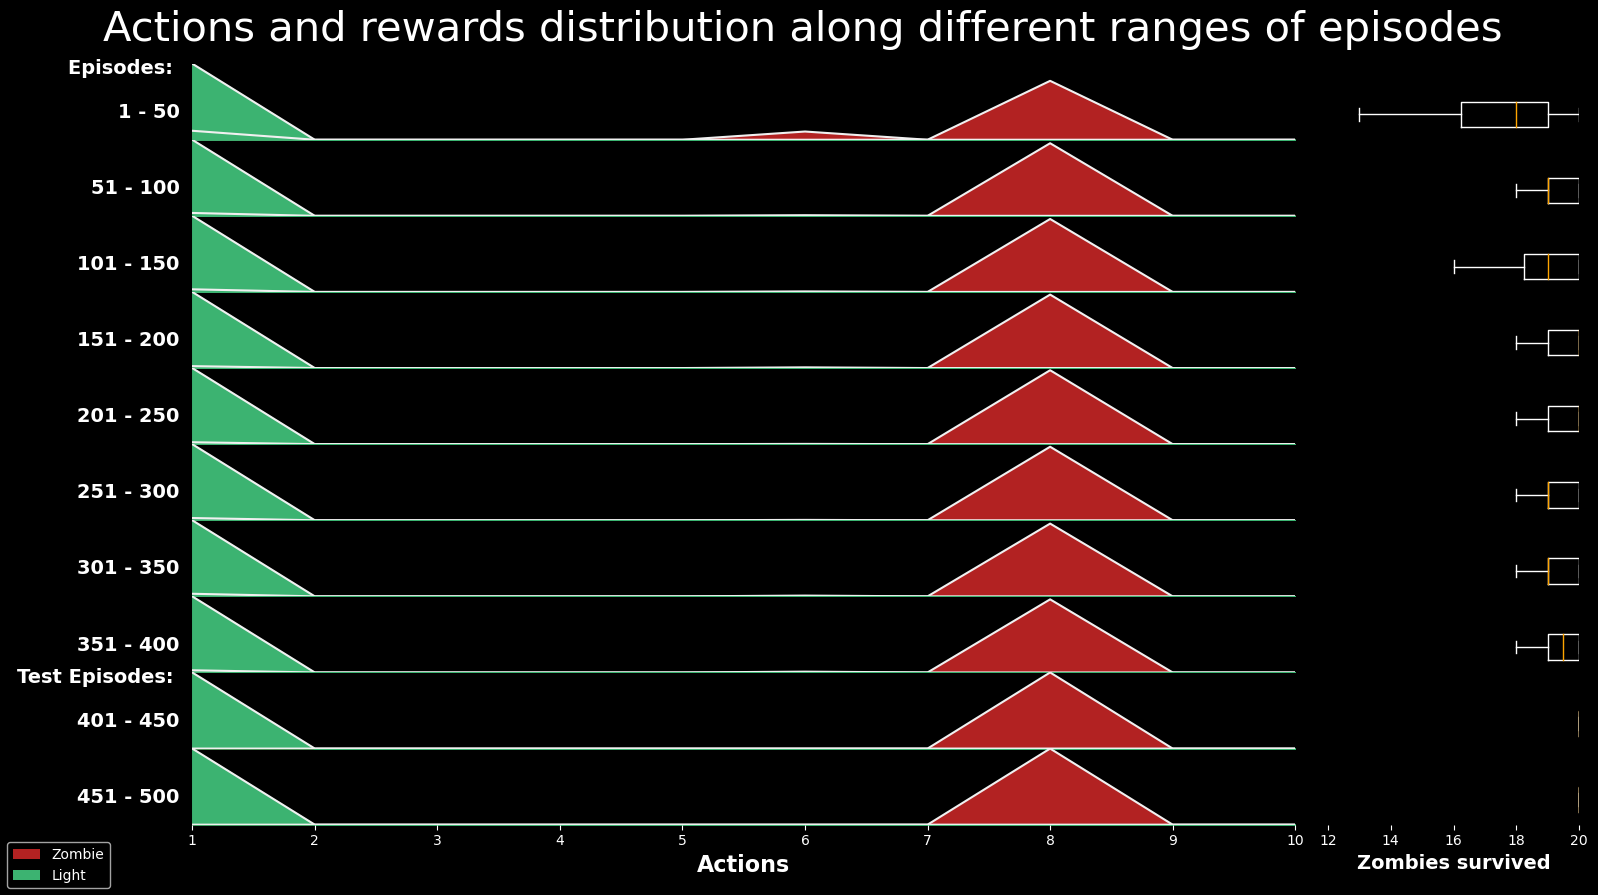 Actions and rewards distribution along different ranges of episodes
Episodes:
1 - 50
51 - 100
101 - 150
151 - 200
201 - 250
251 - 300
301 - 350
351 - 400
Test Episodes:
401 - 450
451 - 500
1 2 3 4 5 6 7 8 9 10 12 14 16 18 20
Actions
Zombies survived
Zombie
Light